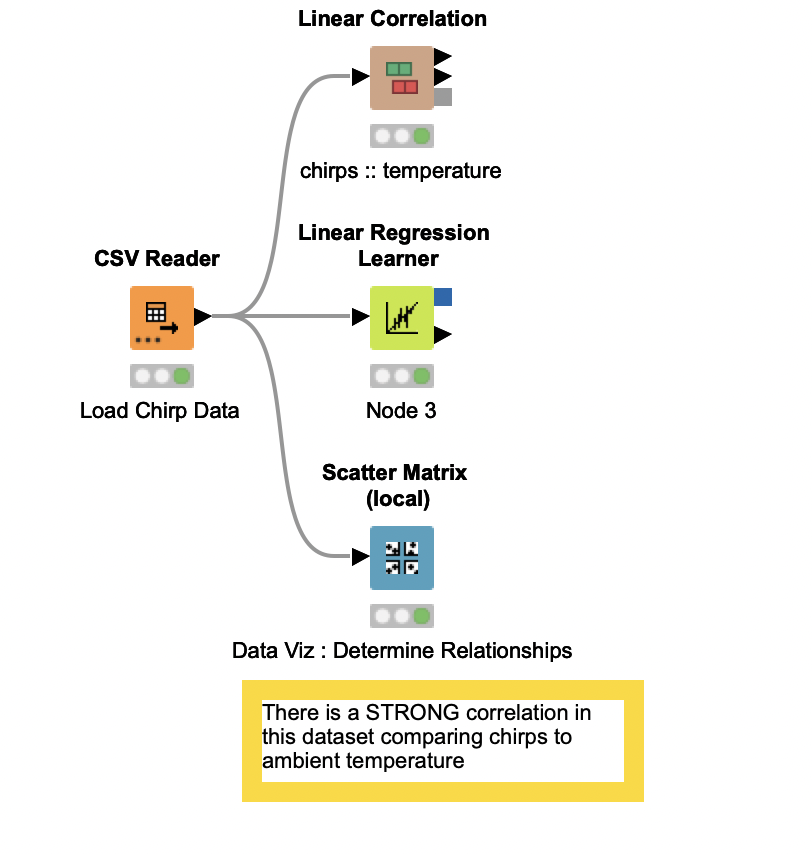 Linear Correlation
chirps :: temperature
CSV Reader
Load Chirp Data
Linear Regression
Learner
Node 3
Scatter Matrix
(local)
Data Viz : Determine Relationships
There is a STRONG correlation in
this dataset comparing chirps to
ambient temperature